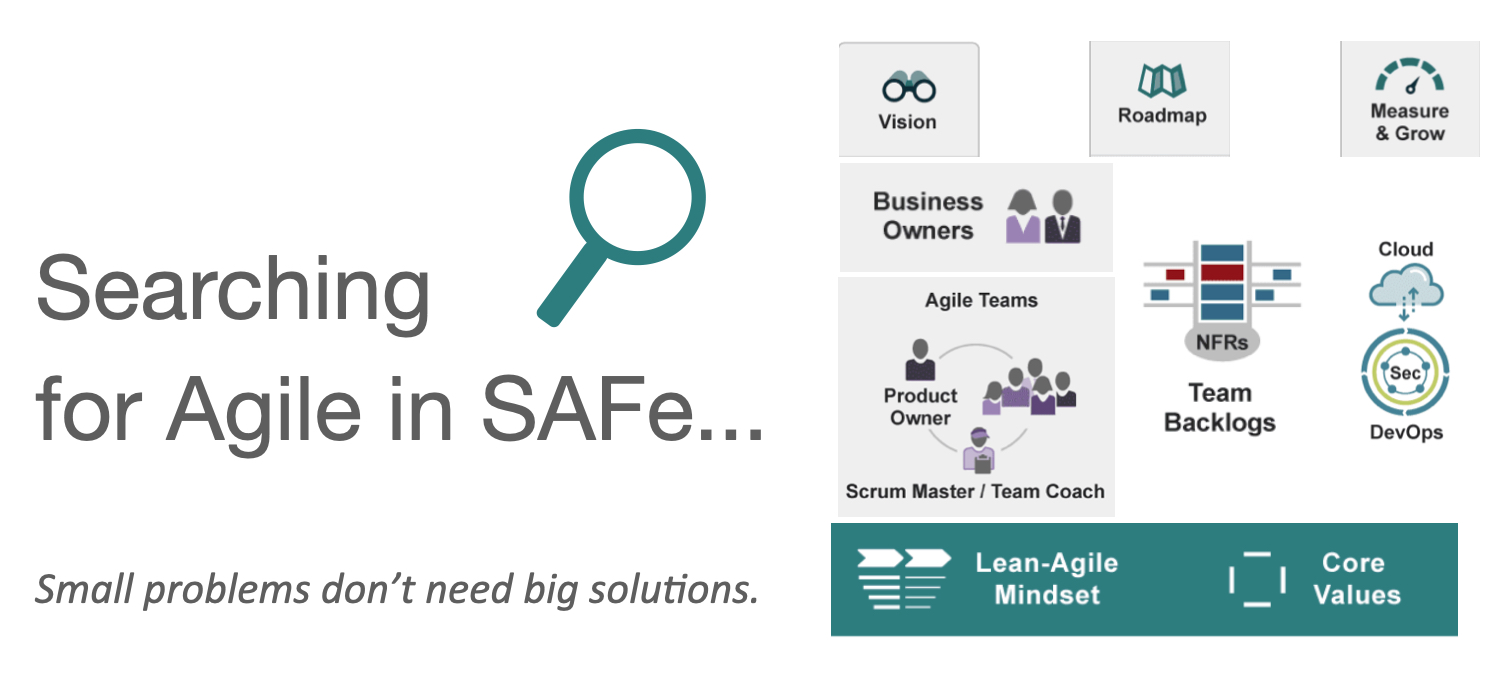 Searching
for Agile in SAFe...
Small problems don’t need big solutions.
Vision
Roadmap
Measure
& Grow
Business
Owners
Agile Teams
Product
Owner
Scrum Master / Team Coach
NFRs
Team
Backlogs
Cloud
Sec
DevOps
Lean-Agile
Mindset
Core
Values